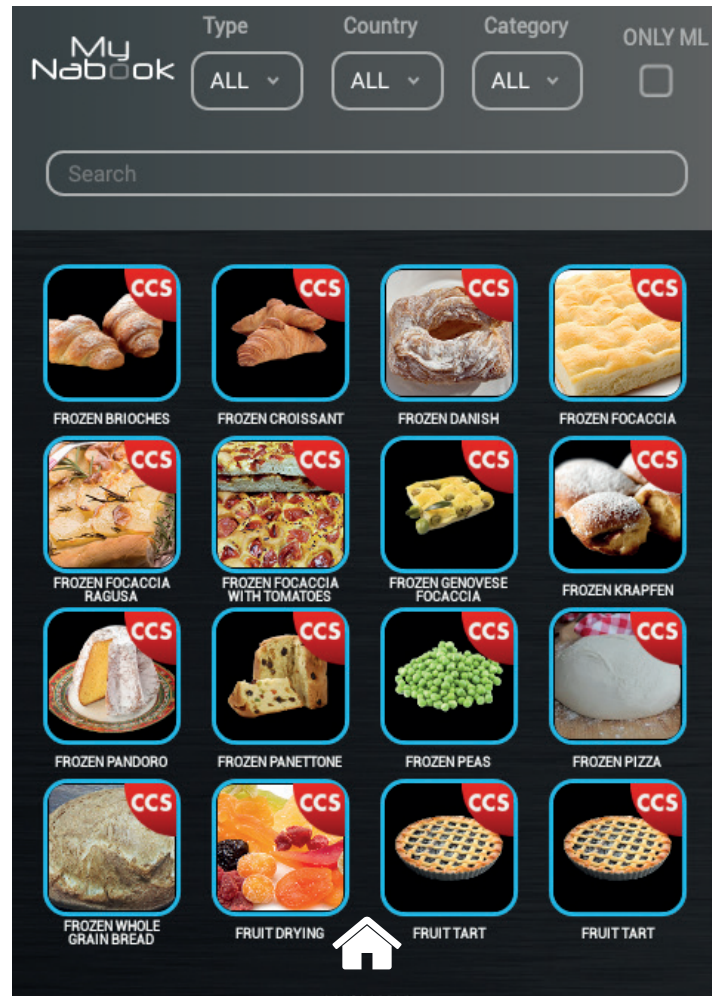 Type Country Category ONLY ML
My
Nabook
ALL ALL ALL
Search
CCS CCS CCS CCS
FROZEN BRIOCHES FROZEN CROISSANT FROZEN DANISH FROZEN FOCACCIA
CCS CCS CCS CCS
FROZEN FOCACCIA RAGUSA
FROZEN FOCACCIA WITH TOMATOES
FROZEN GENOVESE FOCACCIA
FROZEN KRAPFEN
CCS CCS CCS CCS
FROZEN PANDORO FROZEN PANETTONE FROZEN PEAS FROZEN PIZZA
CCS CCS CCS CCS
FROZEN WHOLE
GRAIN BREAD
FRUIT DRYING FRUIT TART FRUIT TART